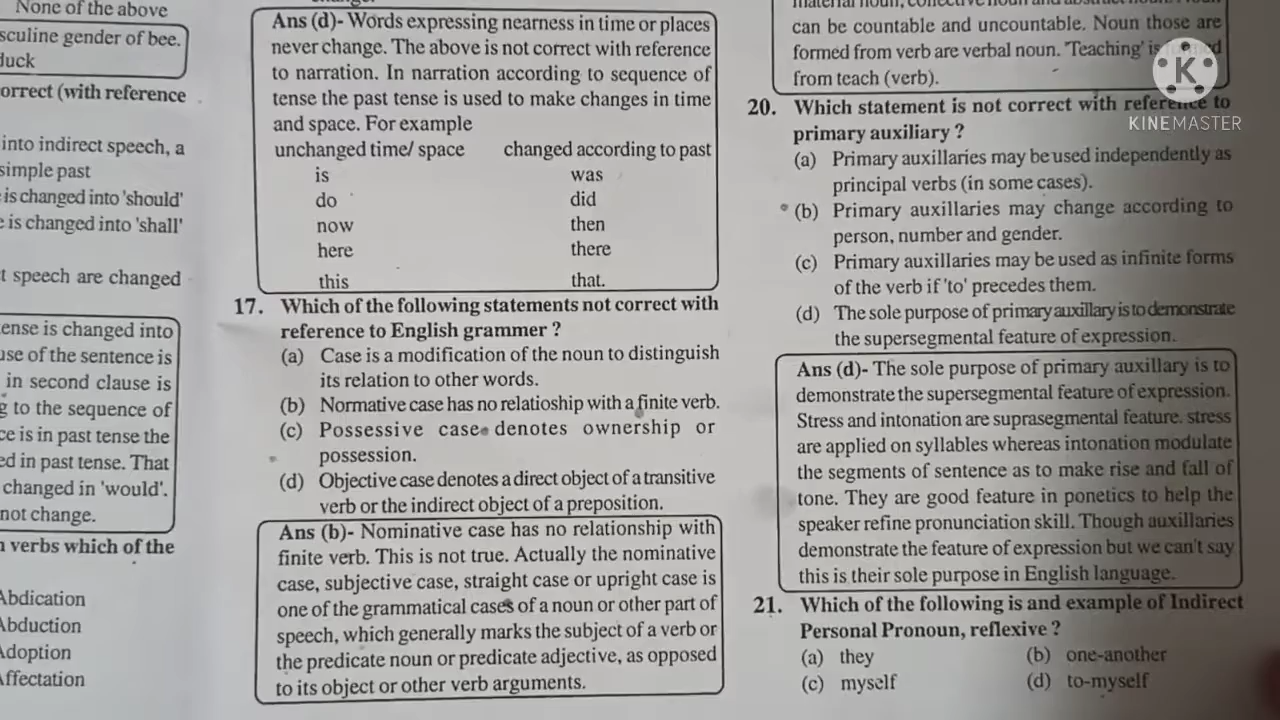 None of the above
sculine gender of bee.
duck
orrect (with reference
into indirect speech, a
simple past
is changed into 'should'
is changed into 'shall'
t speech are changed
ense is changed into
use of the sentence is
in second clause is
g to the sequence of
ce is in past tense the
ed in past tense. That
changed in 'would'.
not change.
verbs which of the
Abdication
Abduction
Adoption
Affectation
Ans (d)- Words expressing nearness in time or places
never change. The above is not correct with reference
to narration. In narration according to sequence of
tense the past tense is used to make changes in time
and space. For example
unchanged time/ space changed according to past
is was
do did
now then
here there
this that.
17. Which of the following statements not correct with
reference to English grammer ?
(a) Case is a modification of the noun to distinguish
its relation to other words.
(b) Normative case has no relatioship with a finite verb.
(c) Possessive case denotes ownership or
possession.
(d) Objective case denotes a direct object of a transitive
verb or the indirect object of a preposition.
Ans (b)- Nominative case has no relationship with
finite verb. This is not true. Actually the nominative
case, subjective case, straight case or upright case is
one of the grammatical cases of a noun or other part of
speech, which generally marks the subject of a verb or
the predicate noun or predicate adjective, as opposed
to its object or other verb arguments.
material noun, collective noun and abstract noun.
can be countable and uncountable. Noun those are
formed from verb are verbal noun. 'Teaching' is
from teach (verb).
20. Which statement is not correct with reference to
primary auxiliary ?
(a) Primary auxillaries may be used independently as
principal verbs (in some cases).
(b) Primary auxillaries may change according to
person, number and gender.
(c) Primary auxillaries may be used as infinite forms
of the verb if 'to' precedes them.
(d) The sole purpose of primary auxillary is to demonstrate
the supersegmental feature of expression.
Ans (d)- The sole purpose of primary auxillary is to
demonstrate the supersegmental feature of expression.
Stress and intonation are suprasegmental feature. stress
are applied on syllables whereas intonation modulate
the segments of sentence as to make rise and fall of
tone. They are good feature in ponetics to help the
speaker refine pronunciation skill. Though auxillaries
demonstrate the feature of expression but we can't say
this is their sole purpose in English language.
21. Which of the following is and example of Indirect
Personal Pronoun, reflexive ?
(a) they (b) one-another
(c) myself (d) to-myself
K
KINEMASTER